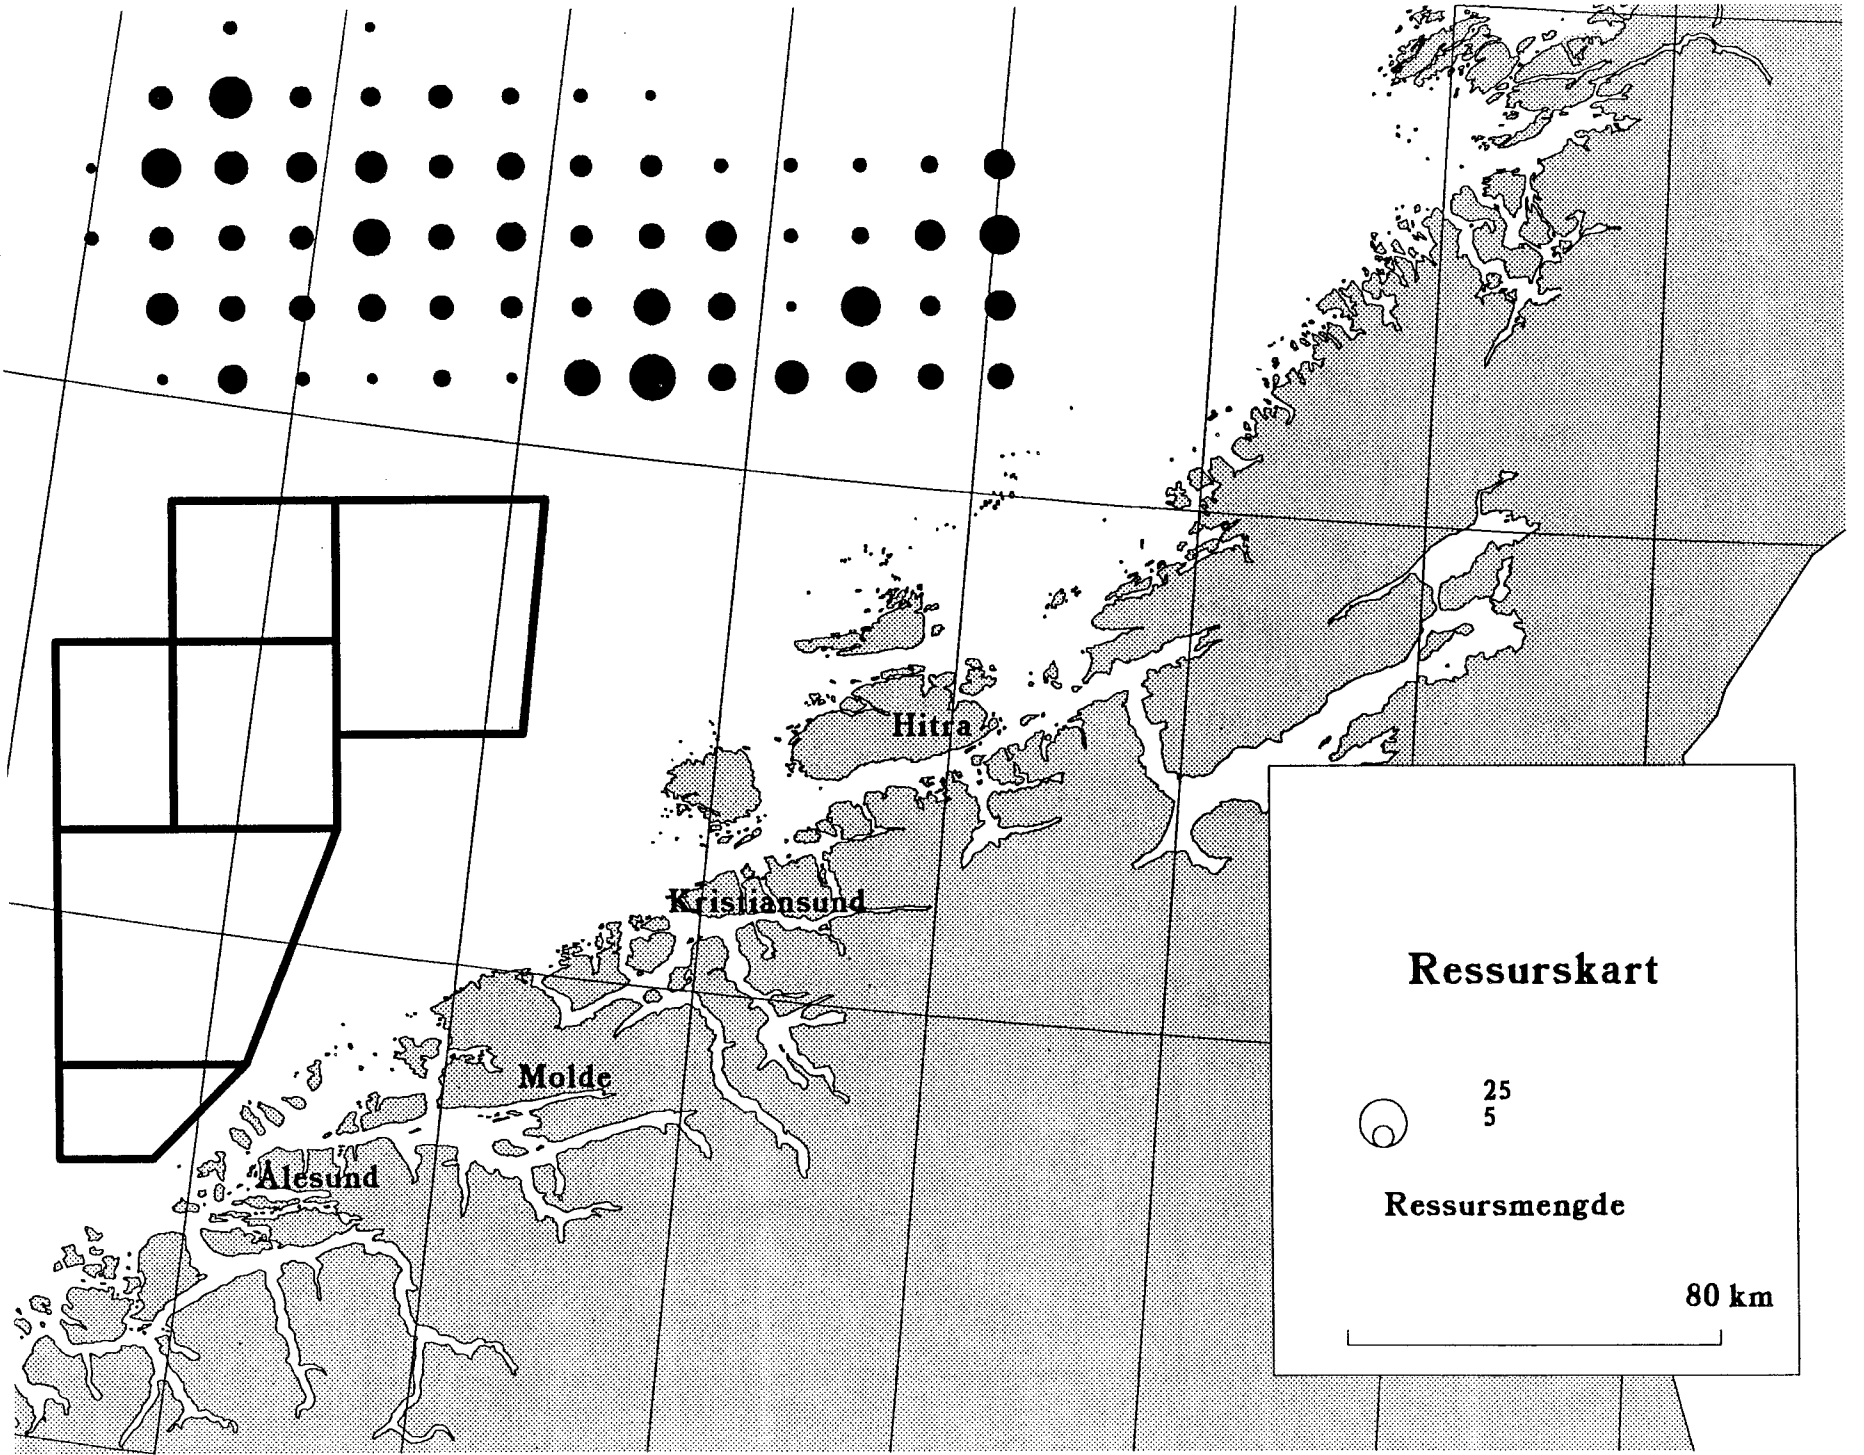 Hitra
Kristiansund
Molde
Ålesund
Ressurskart
25
5
Ressursmengde
80 km